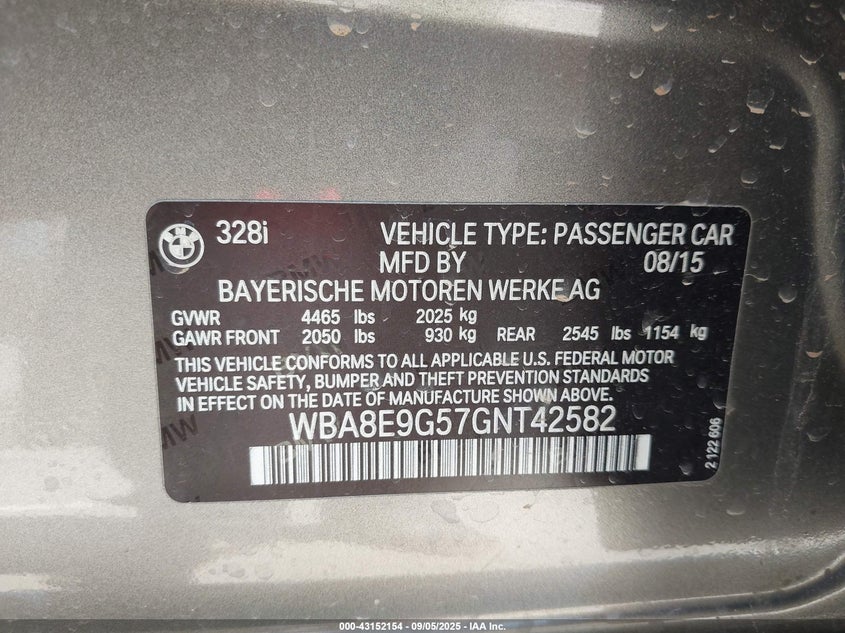 328i VEHICLE TYPE: PASSENGER CAR
MFD BY 08/15
BAYERISCHE MOTOREN WERKE AG
GVWR 4465 lbs 2025 kg
GAWR FRONT 2050 lbs 930 kg REAR 2545 lbs 1154 kg
THIS VEHICLE CONFORMS TO ALL APPLICABLE U.S. FEDERAL MOTOR
VEHICLE SAFETY, BUMPER AND THEFT PREVENTION STANDARDS
IN EFFECT ON THE DATE OF MANUFACTURE SHOWN ABOVE.
WBA8E9G57GNT42582
2 122 606
000-43152154 - 09/05/2025 - IAA Inc.